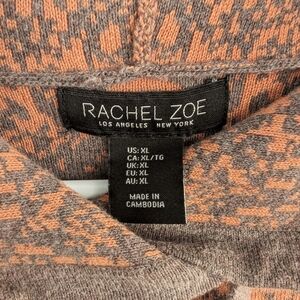 RACHEL ZOE
LOS ANGELES NEW YORK
US: XL
CA: XL/TG
UK: XL
EU: XL
AU: XL
MADE IN
CAMBODIA